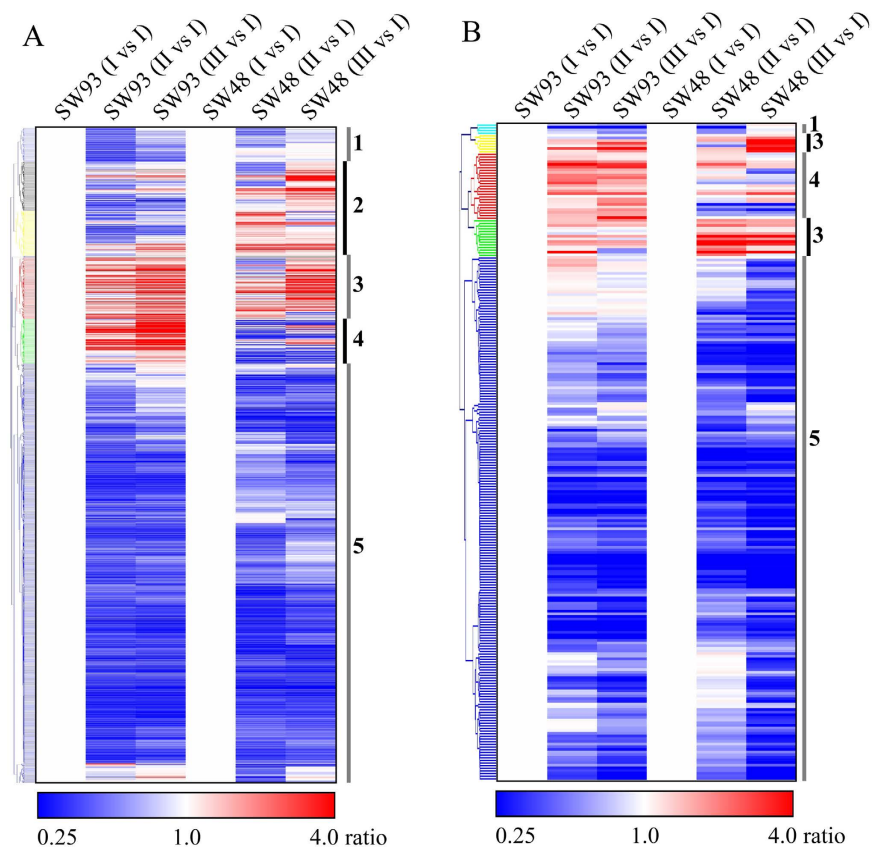 A
SW93 (I vs I)
SW93 (II vs I)
SW93 (III vs I)
SW48 (I vs I)
SW48 (II vs I)
SW48 (III vs I)
1
2
3
4
5
0.25 1.0 4.0 ratio
B
SW93 (I vs I)
SW93 (II vs I)
SW93 (III vs I)
SW48 (I vs I)
SW48 (II vs I)
SW48 (III vs I)
1
3
4
3
5
0.25 1.0 4.0 ratio